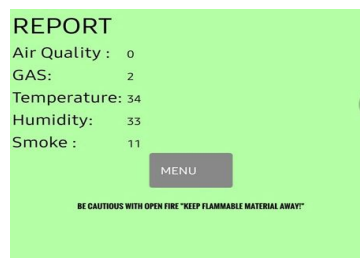 REPORT
Air Quality : 0
GAS: 2
Temperature: 34
Humidity: 33
Smoke : 11
MENU
BE CAUTIOUS WITH OPEN FIRE "KEEP FLAMMABLE MATERIAL AWAY!"